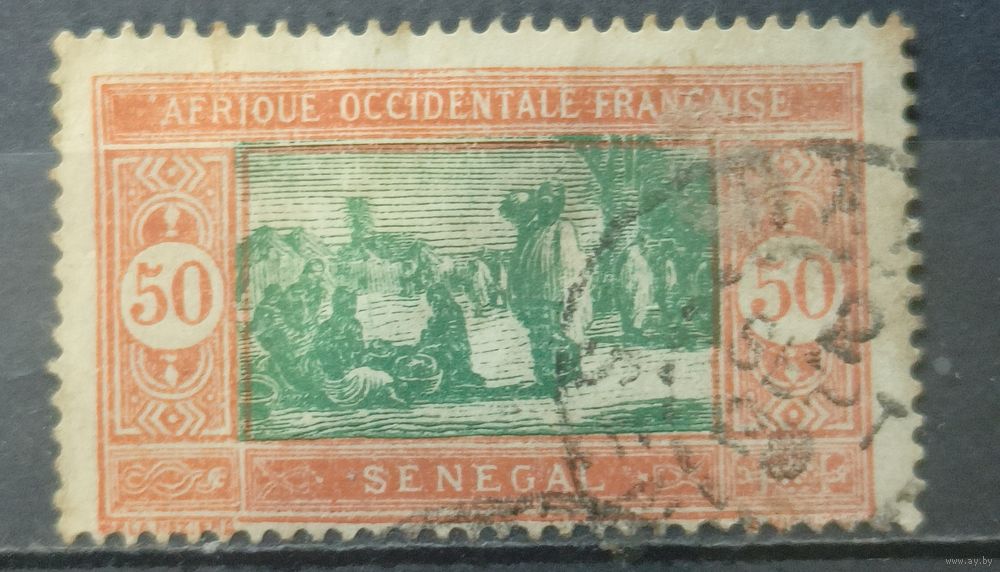 AFRIQUE OCCIDENTALE FRANÇAISE
50
50
SENEGAL
www.ay.by